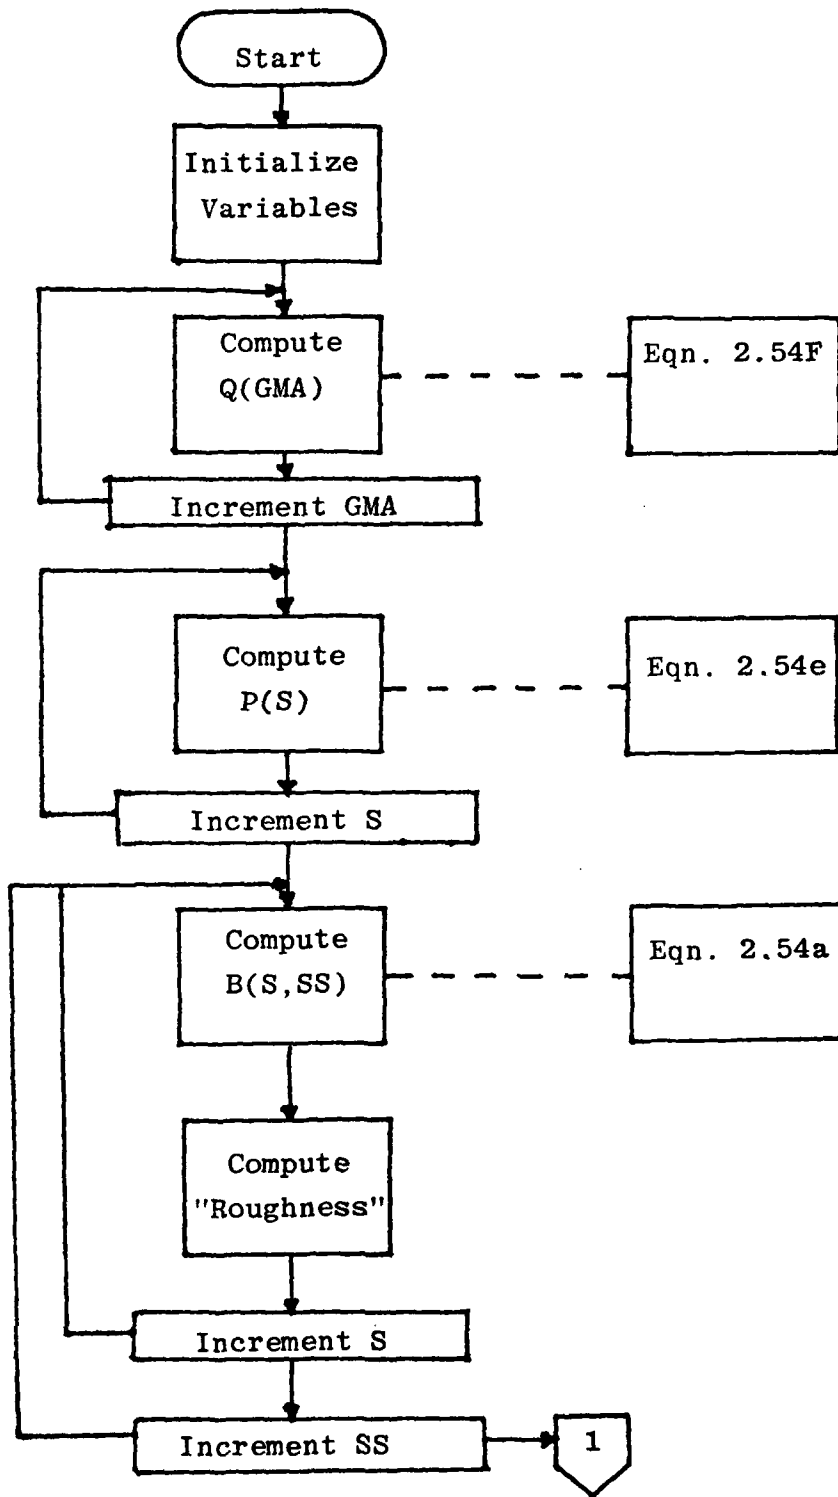 Start
Initialize
Variables
Compute
Q(GMA)
Eqn. 2.54F
Increment GMA
Compute
P(S)
Eqn. 2.54e
Increment S
Compute
B(S,SS)
Eqn. 2.54a
Compute
"Roughness"
Increment S
Increment SS
1